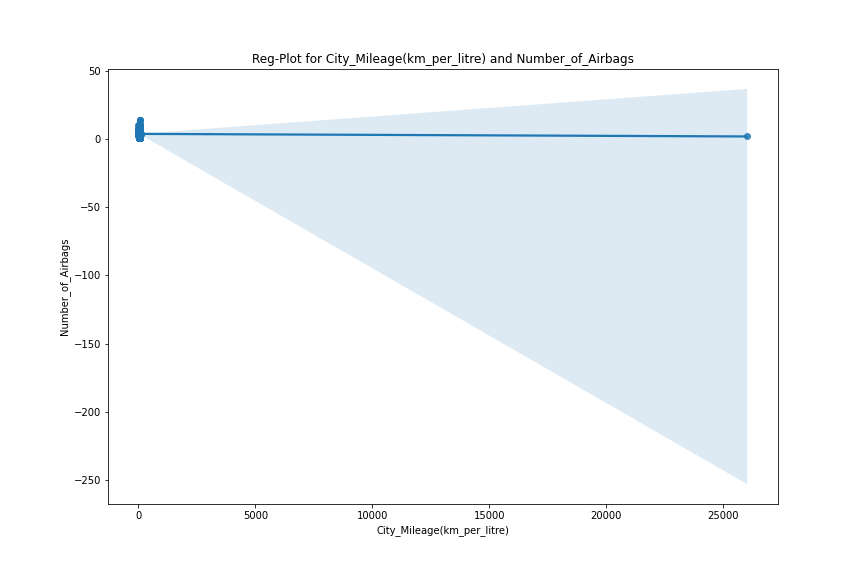 Reg-Plot for City_Mileage(km_per_litre) and Number_of_Airbags
50
0
−50
−100
−150
−200
−250
Number_of_Airbags
0 5000 10000 15000 20000 25000
City_Mileage(km_per_litre)